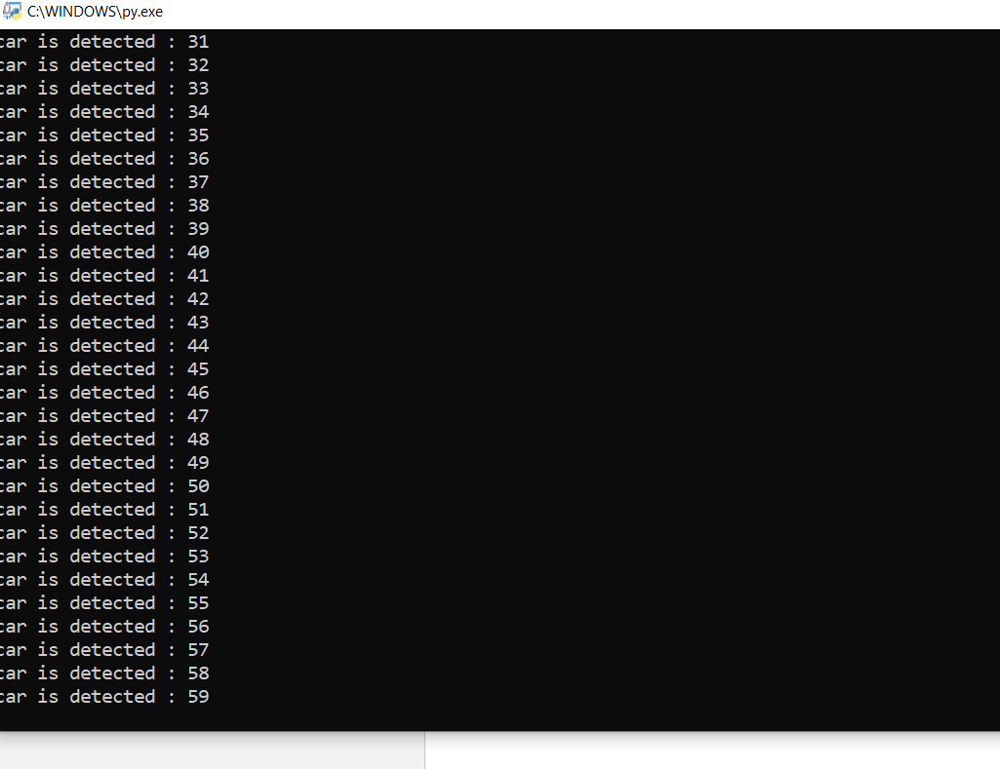 C:\WINDOWS\py.exe
car is detected : 31
car is detected : 32
car is detected : 33
car is detected : 34
car is detected : 35
car is detected : 36
car is detected : 37
car is detected : 38
car is detected : 39
car is detected : 40
car is detected : 41
car is detected : 42
car is detected : 43
car is detected : 44
car is detected : 45
car is detected : 46
car is detected : 47
car is detected : 48
car is detected : 49
car is detected : 50
car is detected : 51
car is detected : 52
car is detected : 53
car is detected : 54
car is detected : 55
car is detected : 56
car is detected : 57
car is detected : 58
car is detected : 59